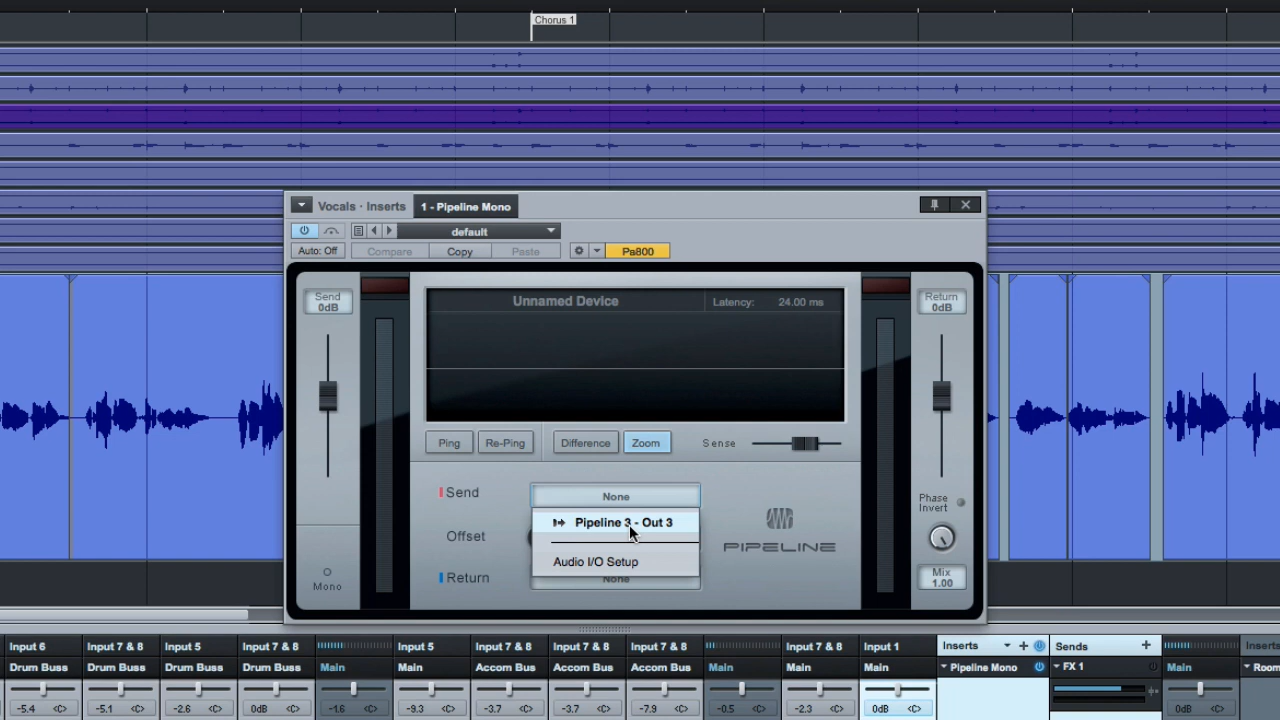 Chorus 1
Vocals · Inserts
1 - Pipeline Mono
default
Auto: Off
Compare
Copy
Paste
Pa800
Send
0dB
Unnamed Device
Latency:
24.00 ms
Return
0dB
Ping
Re-Ping
Difference
Zoom
Sense
Send
None
Pipeline 3 - Out 3
Offset
Audio I/O Setup
Return
None
PIPELINE
Phase
Invert
Mono
Mix
1.00
Input 6
Input 7 & 8
Input 5
Input 7 & 8
Input 5
Input 7 & 8
Input 7 & 8
Input 7 & 8
Input 7 & 8
Input 1
Inserts
Sends
Inserts
Drum Buss
Drum Buss
Drum Buss
Drum Buss
Main
Main
Accom Bus
Accom Bus
Accom Bus
Main
Main
Main
Pipeline Mono
FX 1
Main
Room
-5.4
-5.1
-2.6
0dB
-1.6
-3.7
-3.7
-7.9
-0.5
-2.3
0dB
0dB